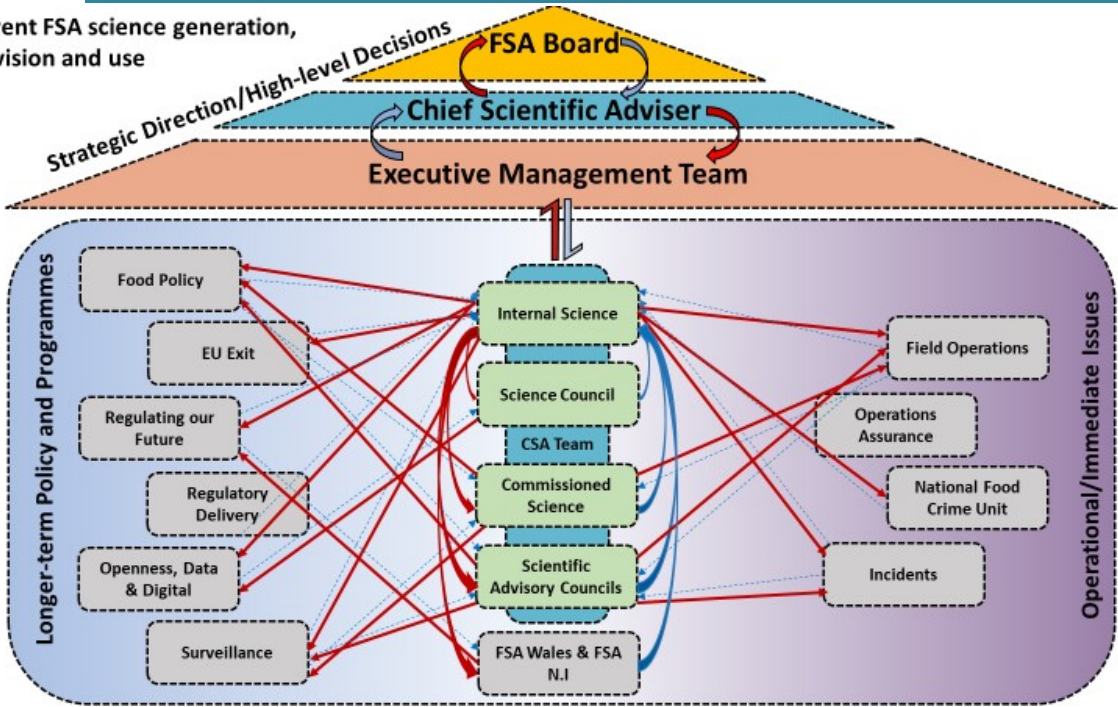 ent FSA science generation,
vision and use
Strategic Direction/High-level Decisions
FSA Board
Chief Scientific Adviser
Executive Management Team
Longer-term Policy and Programmes
Food Policy
EU Exit
Regulating our
Future
Regulatory
Delivery
Openness, Data
& Digital
Surveillance
Internal Science
Science Council
CSA Team
Commissioned
Science
Scientific
Advisory Councils
FSA Wales & FSA
N.I
Field Operations
Operations
Assurance
National Food
Crime Unit
Incidents
Operational/Immediate Issues